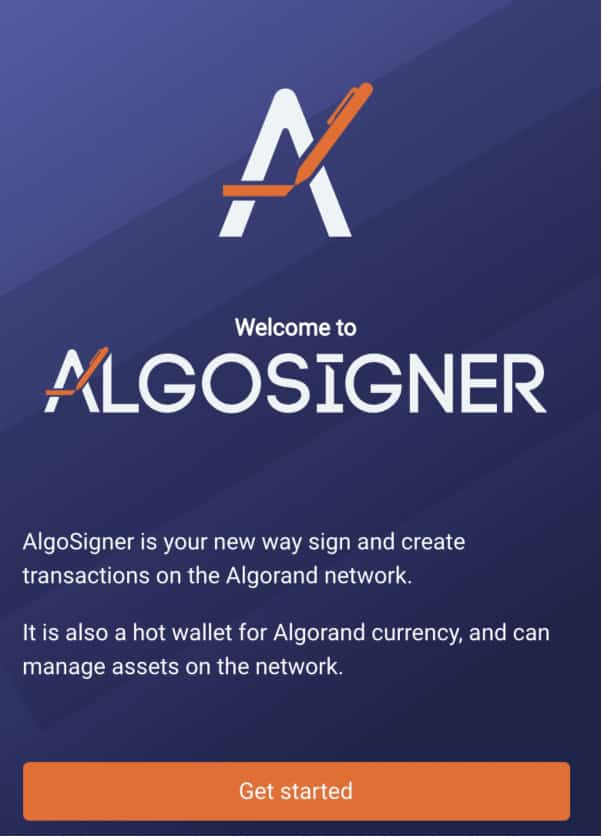 Welcome to
ALGOSIGNER
AlgoSigner is your new way sign and create
transactions on the Algorand network.
It is also a hot wallet for Algorand currency, and can
manage assets on the network.
Get started